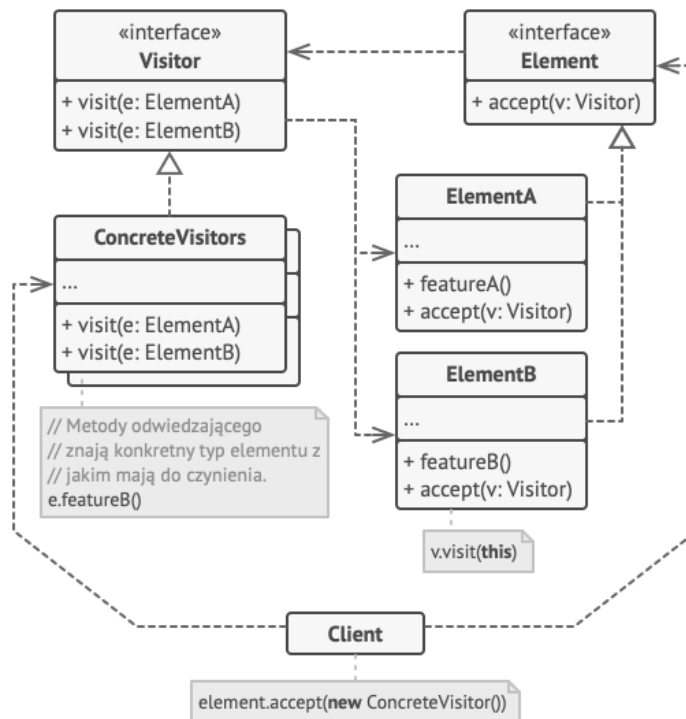 «interface»
Visitor
+ visit(e: ElementA)
+ visit(e: ElementB)
«interface»
Element
+ accept(v: Visitor)
ConcreteVisitors
...
+ visit(e: ElementA)
+ visit(e: ElementB)
// Metody odwiedzającego
// znają konkretny typ elementu z
// jakim mają do czynienia.
e.featureB()
ElementA
...
+ featureA()
+ accept(v: Visitor)
ElementB
...
+ featureB()
+ accept(v: Visitor)
v.visit(this)
Client
element.accept(new ConcreteVisitor())